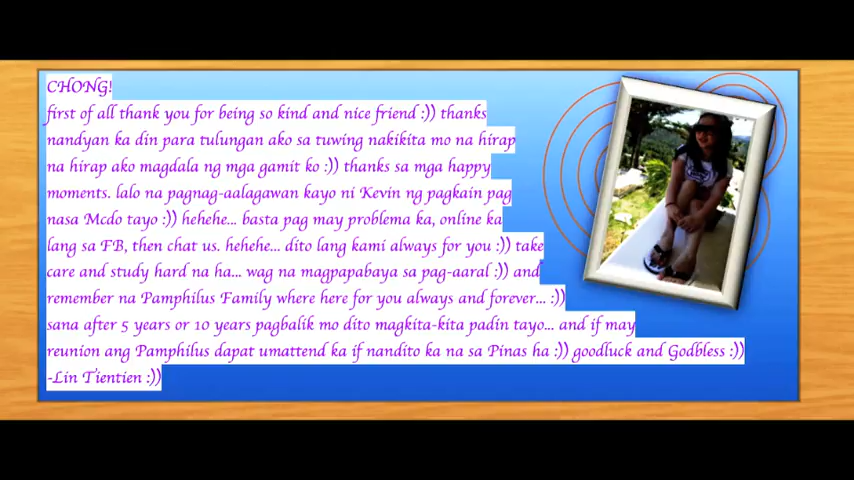 CHONG!
first of all thank you for being so kind and nice friend :)) thanks
nandyan ka din para tulungan ako sa tuwing nakikita mo na hirap
na hirap ako magdala ng mga gamit ko :)) thanks sa mga happy
moments. lalo na pagnag-aalagawan kayo ni Kevin ng pagkain pag
nasa Mcdo tayo :)) hehehe... basta pag may problema ka, online ka
lang sa FB, then chat us. hehehe... dito lang kami always for you :)) take
care and study hard na ha... wag na magpapabaya sa pag-aaral :)) and
remember na Pamphilus Family where here for you always and forever... :))
sana after 5 years or 10 years pagbalik mo dito magkita-kita padin tayo... and if may
reunion ang Pamphilus dapat umattend ka if nandito ka na sa Pinas ha :)) goodluck and Godbless :))
-Lin Tientien :))